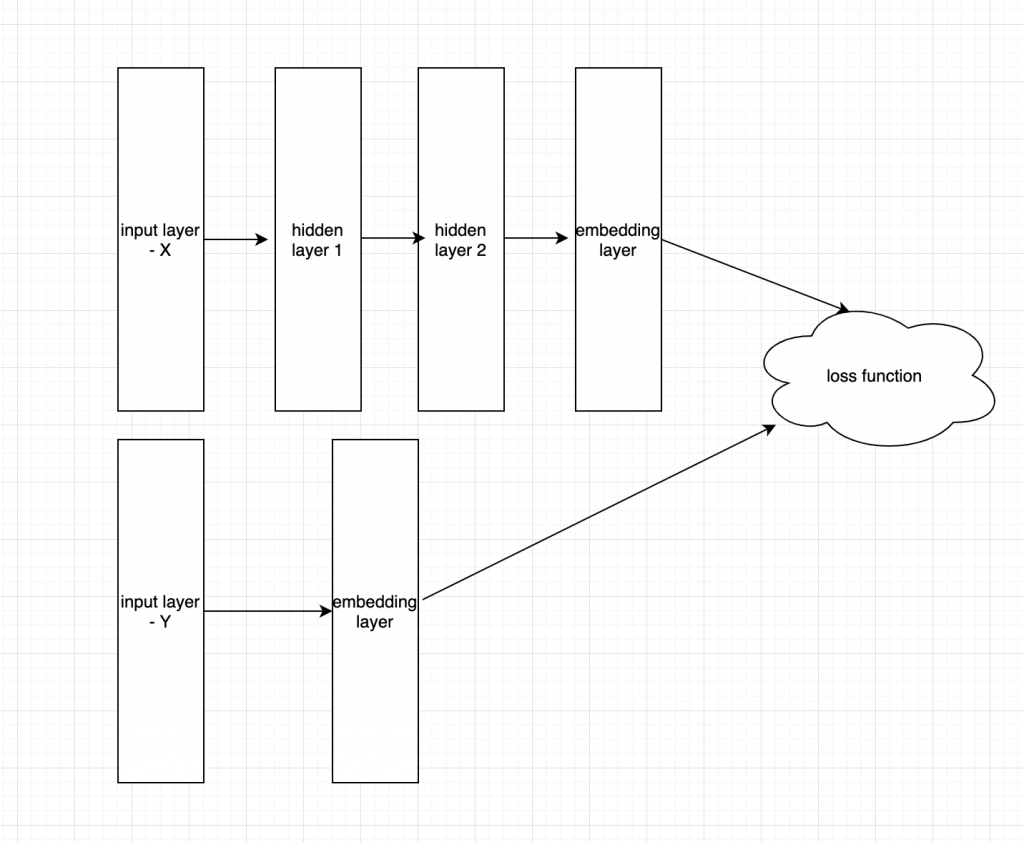 input layer
- X
hidden
layer 1
hidden
layer 2
embedding
layer
loss function
input layer
- Y
embedding
layer